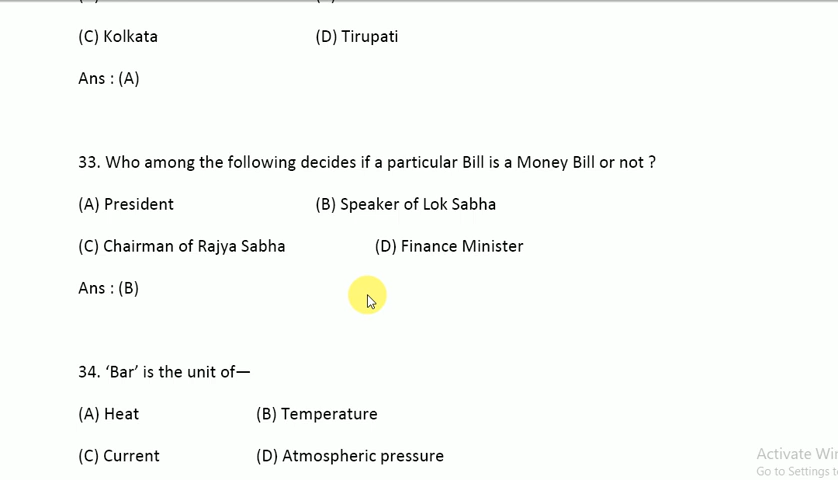 (C) Kolkata (D) Tirupati
Ans : (A)
33. Who among the following decides if a particular Bill is a Money Bill or not ?
(A) President (B) Speaker of Lok Sabha
(C) Chairman of Rajya Sabha (D) Finance Minister
Ans : (B)
34. ‘Bar’ is the unit of—
(A) Heat (B) Temperature
(C) Current (D) Atmospheric pressure
Activate Win
Go to Settings t